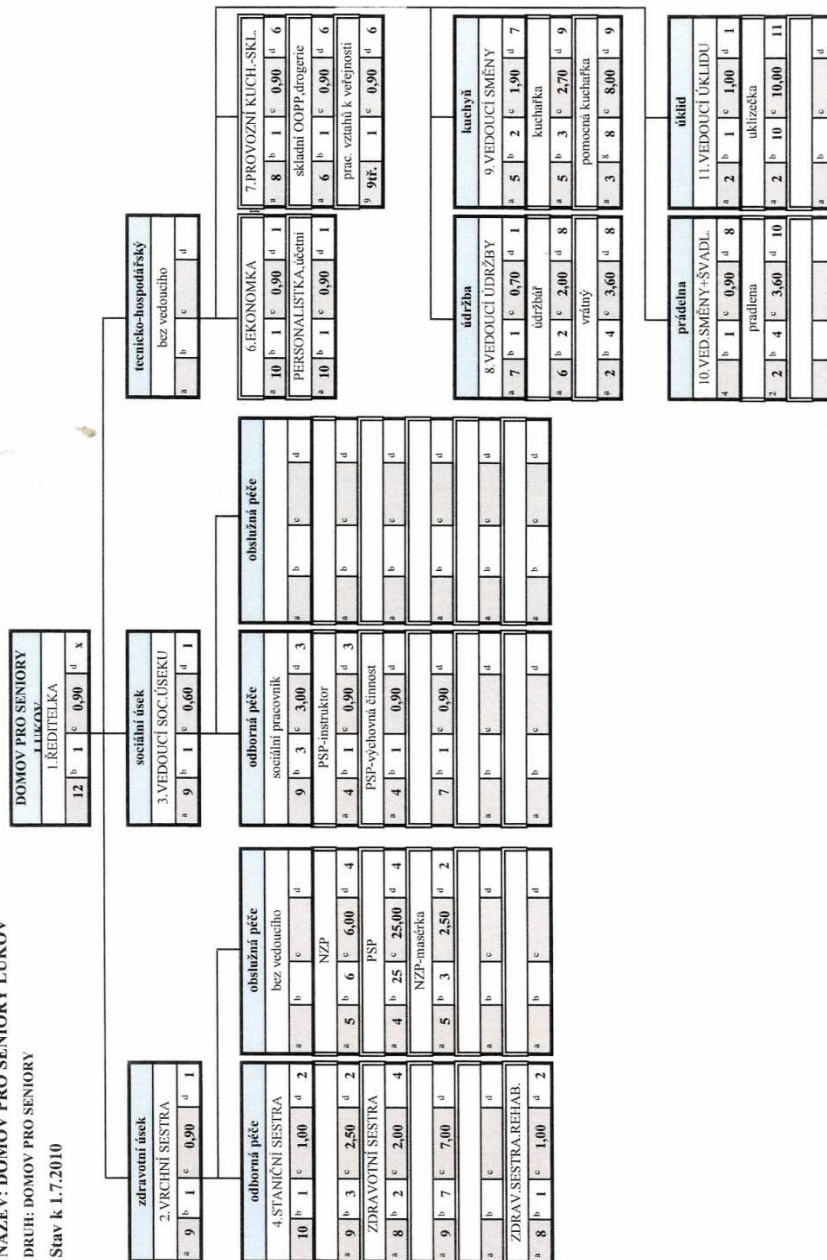 NÁZEV: DOMOV PRO SENIORY LUKOV
DRUH: DOMOV PRO SENIORY
Stav k 1.7.2010
DOMOV PRO SENIORY
LUKOV
1.ŘEDITELKA
12 b 1 c 0,90 d x
zdravotní úsek
2.VRCHNÍ SESTRA
a 9 b 1 c 0,90 d 1
sociální úsek
3.VEDOUCÍ SOC.ÚSEKU
a 9 b 1 c 0,60 d 1
tecnicko-hospodářský
bez vedoucího
a b c d
odborná péče
4.STANIČNÍ SESTRA
10 b 1 c 1,00 d 2
a 9 b 3 c 2,50 d 2
ZDRAVOTNÍ SESTRA
a 8 b 2 c 2,00 4
a 9 b 7 c 7,00 d
a b c d
ZDRAV.SESTRA.REHAB.
a 8 b 1 c 1,00 d 2
obslužná péče
bez vedoucího
a b c d
NZP
a 5 b 6 c 6,00 d 4
PSP
a 4 b 25 c 25,00 d 4
NZP-masérka
a 5 b 3 2,50 d 2
a b c d
a b c d
odborná péče
sociální pracovník
9 b 3 c 3,00 d 3
PSP-instruktor
a 4 b 1 c 0,90 d 3
PSP-výchovná činnost
a 4 b 1 0,90 d
7 b 1 c 0,90 d
a b c d
a b c d
obslužná péče
a b c d
a b c d
a b c d
a b c d
a b c d
a b c d
6.EKONOMKA
a 10 b 1 c 0,90 d 1
PERSONALISTKA,účetní
a 10 b 1 c 0,90 d 1
7.PROVOZNÍ KUCH.-SKL.
a 8 b 1 c 0,90 d 6
skladní OOPP,drogerie
a 6 b 1 c 0,90 d 6
prac. vztahů k veřejnosti
9 9tř. 1 c 0,90 d 6
údržba
8.VEDOUCÍ ÚDRŽBY
a 7 b 1 c 0,70 d 1
údržbář
a 6 b 2 c 2,00 d 8
vrátný
a 2 b 4 c 3,60 d 8
kuchyň
9.VEDOUCÍ SMĚNY
a 5 b 2 c 1,90 d 7
kuchařka
a 5 b 3 c 2,70 d 9
pomocná kuchařka
a 3 8 8 c 8,00 d 9
prádelna
10.VED.SMĚNY+ŠVADL.
4 b 1 c 0,90 d 8
pradlena
2 2 b 4 c 3,60 d 10
úklid
11.VEDOUCÍ ÚKLIDU
a 2 b 1 c 1,00 d 1
uklizečka
a 2 b 10 c 10,00 11
a b c d